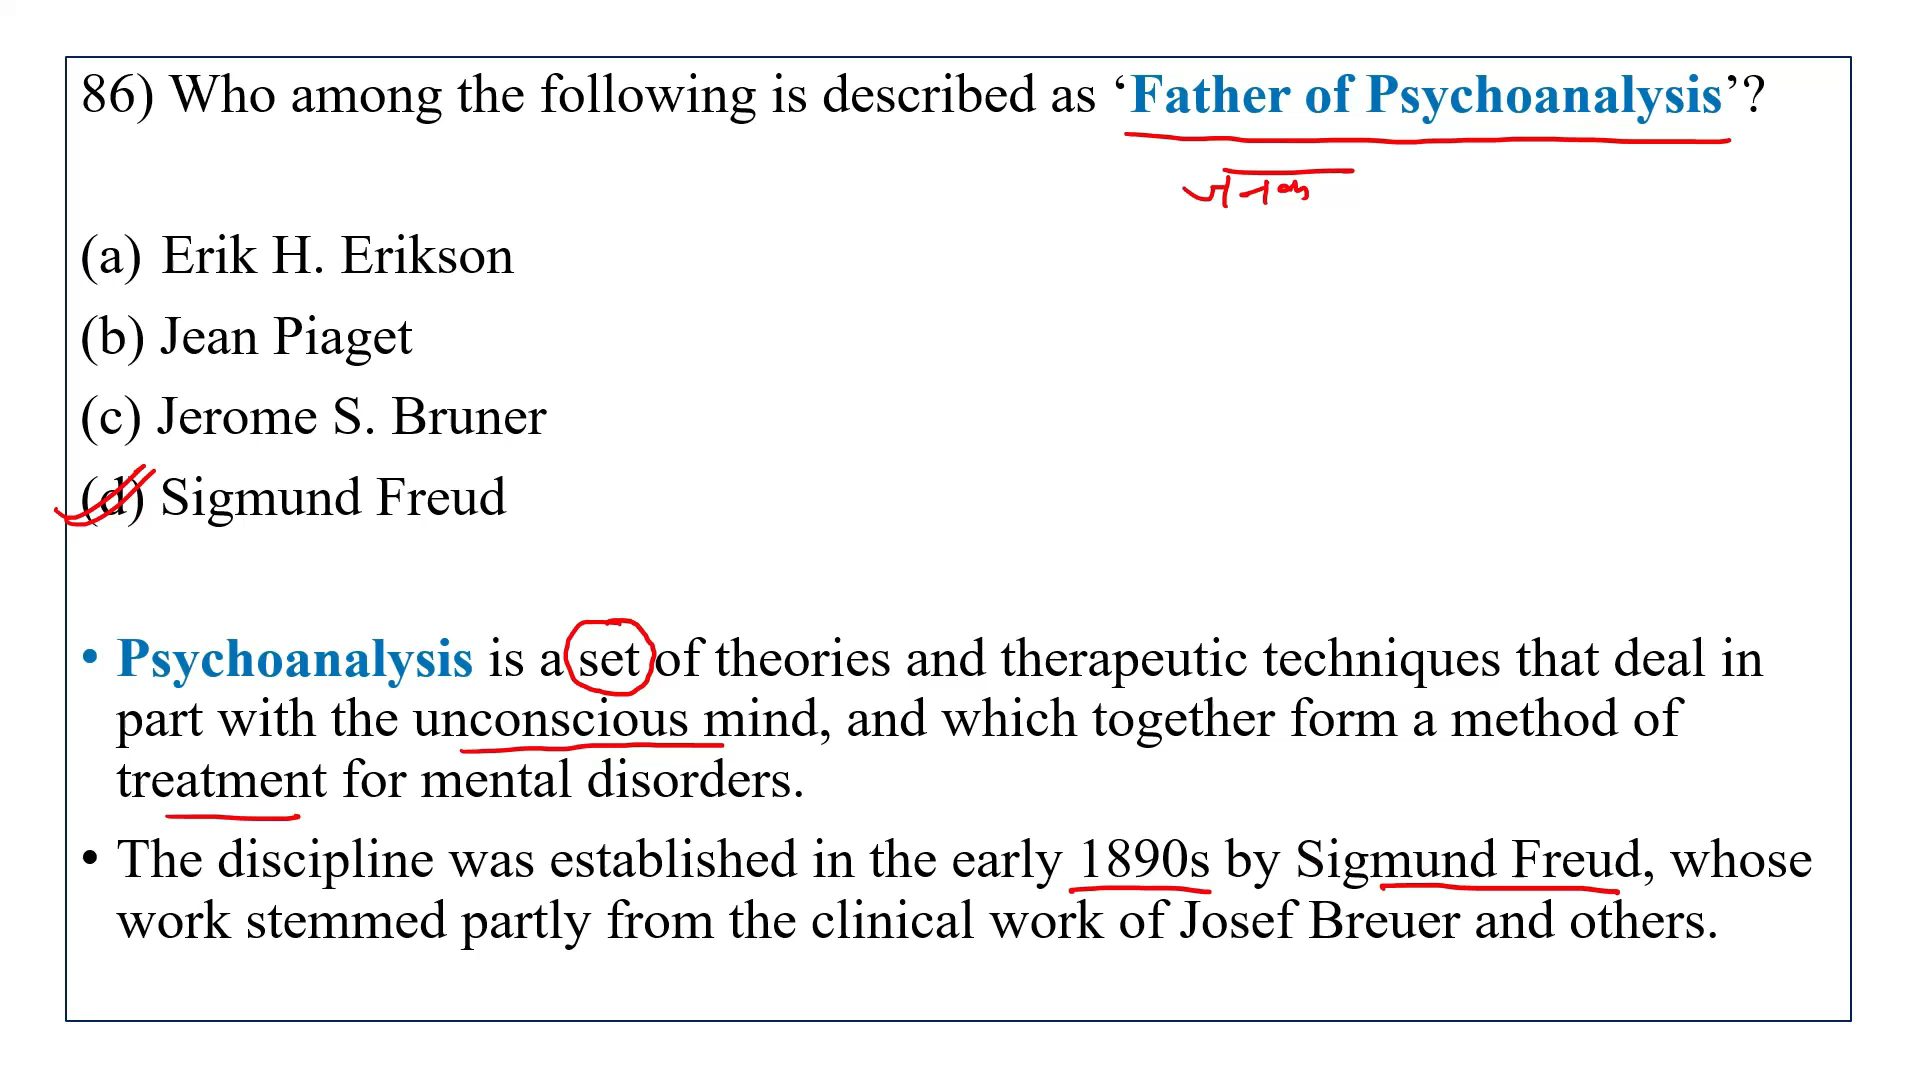 86) Who among the following is described as ‘Father of Psychoanalysis’?
(a) Erik H. Erikson
(b) Jean Piaget
(c) Jerome S. Bruner
(d) Sigmund Freud
• Psychoanalysis is a set of theories and therapeutic techniques that deal in
part with the unconscious mind, and which together form a method of
treatment for mental disorders.
• The discipline was established in the early 1890s by Sigmund Freud, whose
work stemmed partly from the clinical work of Josef Breuer and others.